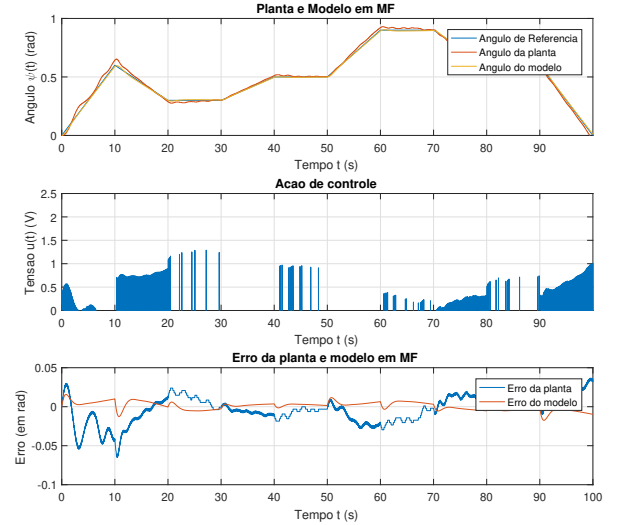 Planta e Modelo em MF
Angulo ψ(t) (rad)
1
0.5
0
Angulo de Referencia
Angulo da planta
Angulo do modelo
0 10 20 30 40 50 60 70 80 90 100
Tempo t (s)
Acao de controle
Tensao u(t) (V)
2.5
2
1.5
1
0.5
0
0 10 20 30 40 50 60 70 80 90 100
Tempo t (s)
Erro da planta e modelo em MF
Erro (em rad)
0.05
0
-0.05
-0.1
Erro da planta
Erro do modelo
0 10 20 30 40 50 60 70 80 90 100
Tempo t (s)